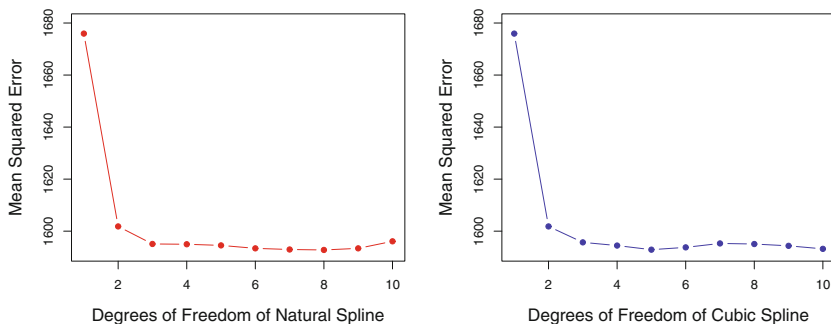 1680
1660
1640
1620
1600
Mean Squared Error
2 4 6 8 10
Degrees of Freedom of Natural Spline
1680
1660
1640
1620
1600
Mean Squared Error
2 4 6 8 10
Degrees of Freedom of Cubic Spline